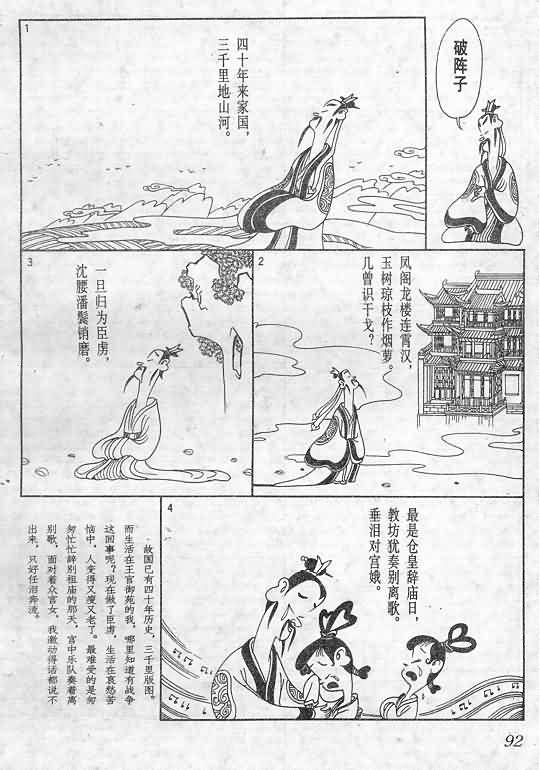 破阵子
1
四十年来家国，
三千里地山河。
2
凤阁龙楼连霄汉，
玉树琼枝作烟萝。
几曾识干戈？
3
一旦归为臣虏，
沈腰潘鬓销磨。
4
最是仓皇辞庙日，
教坊犹奏别离歌。
垂泪对宫娥。
故国已有四十年历史，三千里版图。
而生活在王宫御苑的我，哪里知道有战争
这回事呢？现在做了臣虏，生活在哀愁苦
恼中，人变得又瘦又老了。最难受的是匆
匆忙忙辞别祖庙的那天，宫中乐队奏着离
别歌，面对着众宫女，我激动得话都说不
出来，只好任泪奔流。
92